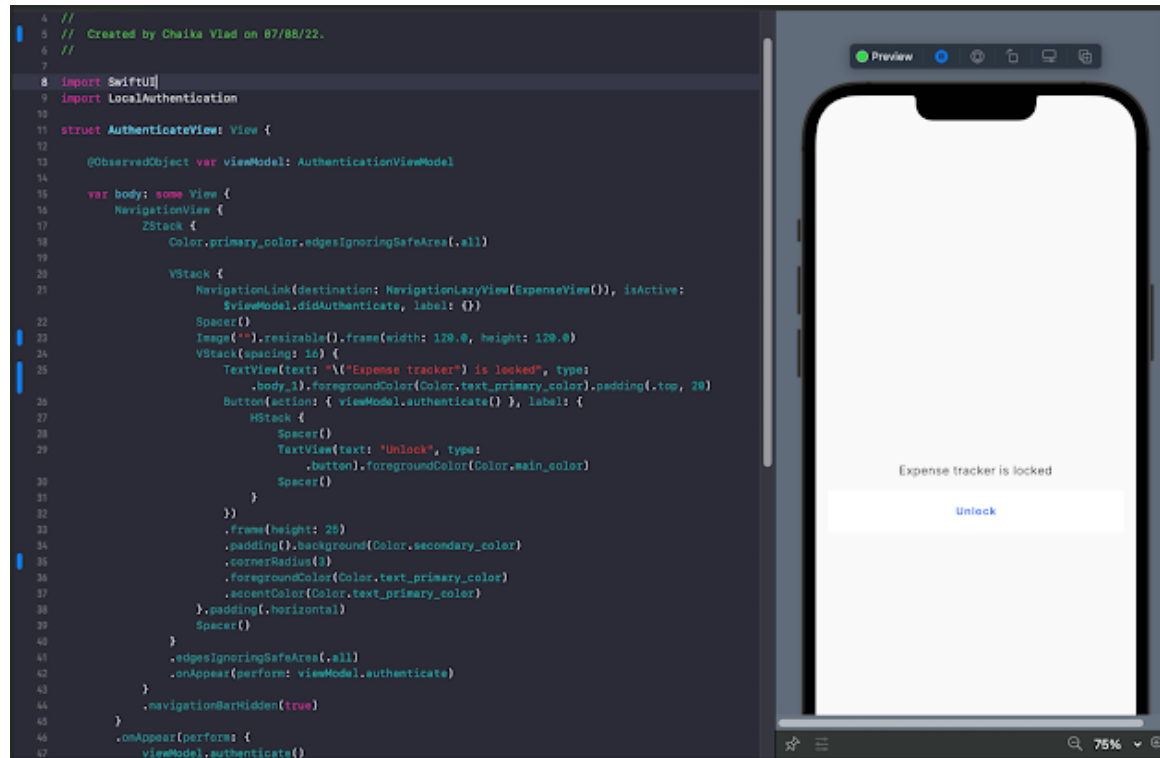 4 //
5 // Created by Chaika Vlad on 07/08/22.
6 //
7
8 import SwiftUI
9 import LocalAuthentication
10
11 struct AuthenticateView: View {
12
13 @ObservedObject var viewModel: AuthenticationViewModel
14
15 var body: some View {
16 NavigationView {
17 ZStack {
18 Color.primary_color.edgesIgnoringSafeArea(.all)
19
20 VStack {
21 NavigationLink(destination: NavigationLazyView(ExpenseView()), isActive:
$viewModel.didAuthenticate, label: {})
22 Spacer()
23 Image("").resizable().frame(width: 120.0, height: 120.0)
24 VStack(spacing: 16) {
25 TextView(text: "\("Expense tracker") is locked", type:
.body_1).foregroundColor(Color.text_primary_color).padding(.top, 20)
26 Button(action: { viewModel.authenticate() }, label: {
27 HStack {
28 Spacer()
29 TextView(text: "Unlock", type:
.button).foregroundColor(Color.main_color)
30 Spacer()
31 }
32 })
33 .frame(height: 25)
34 .padding().background(Color.secondary_color)
35 .cornerRadius(3)
36 .foregroundColor(Color.text_primary_color)
37 .accentColor(Color.text_primary_color)
38 }.padding(.horizontal)
39 Spacer()
40 }
41 .edgesIgnoringSafeArea(.all)
42 .onAppear(perform: viewModel.authenticate)
43 }
44 .navigationBarHidden(true)
45 }
46 .onAppear(perform: {
47 viewModel.authenticate()
Preview
Expense tracker is locked
Unlock
75%